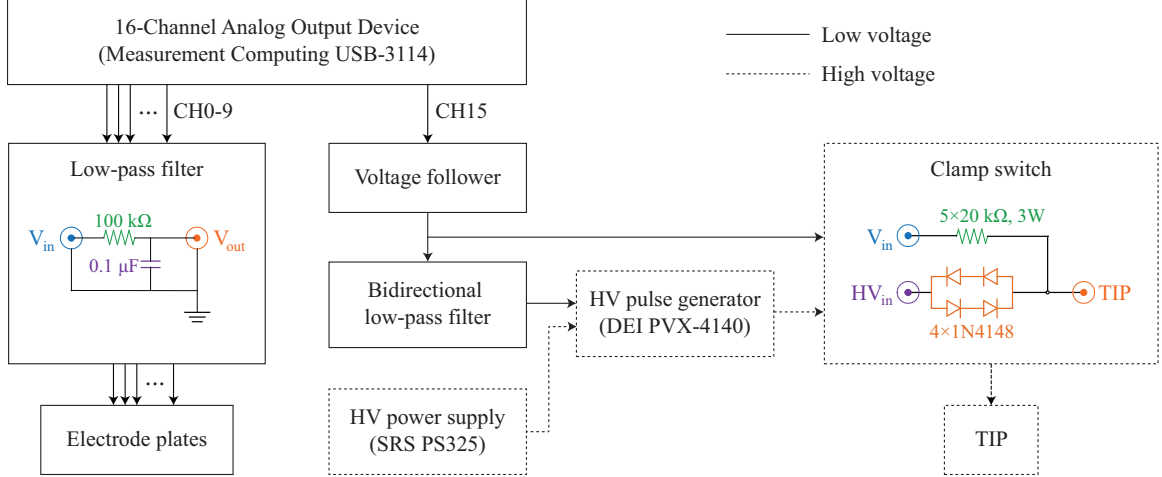 16-Channel Analog Output Device
(Measurement Computing USB-3114)
Low voltage
High voltage
...
CH0-9
CH15
Low-pass filter
100 kΩ
Vin
Vout
0.1 μF
Voltage follower
Bidirectional
low-pass filter
HV pulse generator
(DEI PVX-4140)
Clamp switch
5×20 kΩ, 3W
Vin
HVin
TIP
4×1N4148
...
Electrode plates
HV power supply
(SRS PS325)
TIP